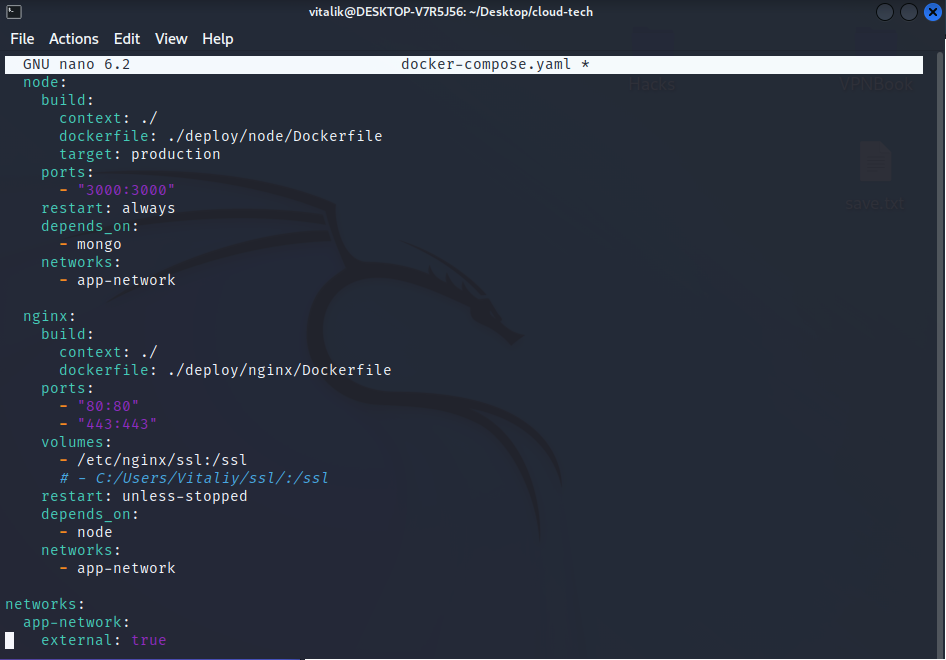 vitalik@DESKTOP-V7R5J56: ~/Desktop/cloud-tech
File Actions Edit View Help
GNU nano 6.2 docker-compose.yaml *
Hacks VPNBook
  node:
    build:
      context: ./
      dockerfile: ./deploy/node/Dockerfile
      target: production
    ports:
      - "3000:3000"
    restart: always
save.txt
    depends_on:
      - mongo
    networks:
      - app-network

  nginx:
    build:
      context: ./
      dockerfile: ./deploy/nginx/Dockerfile
    ports:
      - "80:80"
      - "443:443"
    volumes:
      - /etc/nginx/ssl:/ssl
      # - C:/Users/Vitaliy/ssl/:/ssl
    restart: unless-stopped
    depends_on:
      - node
    networks:
      - app-network

networks:
  app-network:
    external: true